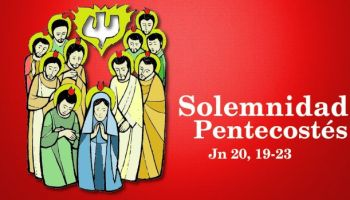 Solemnidad
Pentecostés
Jn 20, 19-23